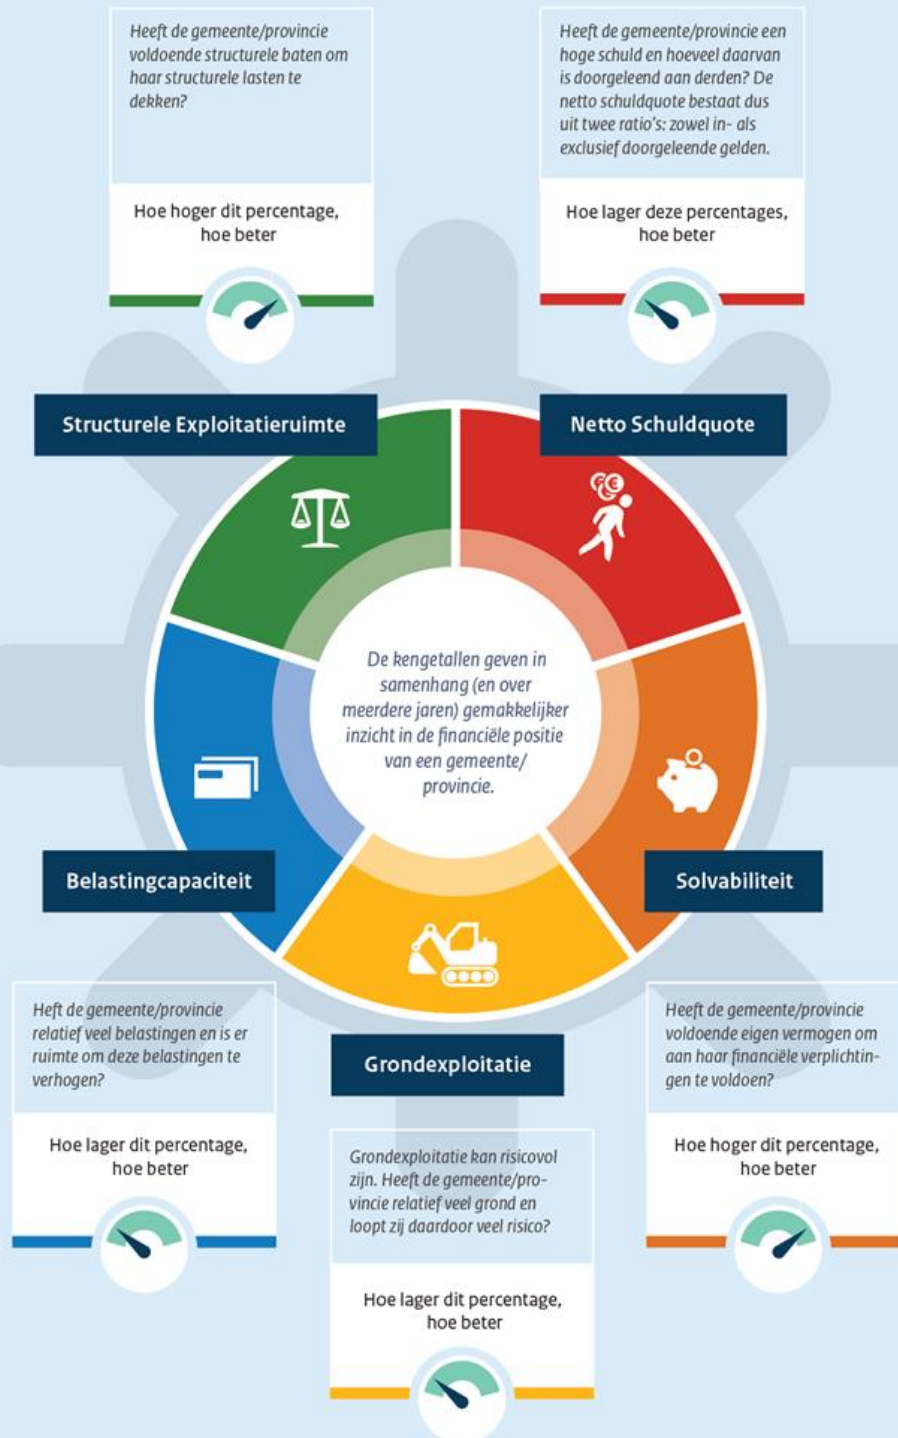 Heeft de gemeente/provincie
voldoende structurele baten om
haar structurele lasten te
dekken?
Hoe hoger dit percentage,
hoe beter
Heeft de gemeente/provincie een
hoge schuld en hoeveel daarvan
is doorgeleend aan derden? De
netto schuldquote bestaat dus
uit twee ratio's: zowel in- als
exclusief doorgeleende gelden.
Hoe lager deze percentages,
hoe beter
Structurele Exploitatieruimte
Netto Schuldquote
De kengetallen geven in
samenhang (en over
meerdere jaren) gemakkelijker
inzicht in de financiële positie
van een gemeente/
provincie.
Belastingcapaciteit
Solvabiliteit
Grondexploitatie
Heft de gemeente/provincie
relatief veel belastingen en is er
ruimte om deze belastingen te
verhogen?
Hoe lager dit percentage,
hoe beter
Grondexploitatie kan risicovol
zijn. Heeft de gemeente/pro-
vincie relatief veel grond en
loopt zij daardoor veel risico?
Hoe lager dit percentage,
hoe beter
Heeft de gemeente/provincie
voldoende eigen vermogen om
aan haar financiële verplichtin-
gen te voldoen?
Hoe hoger dit percentage,
hoe beter